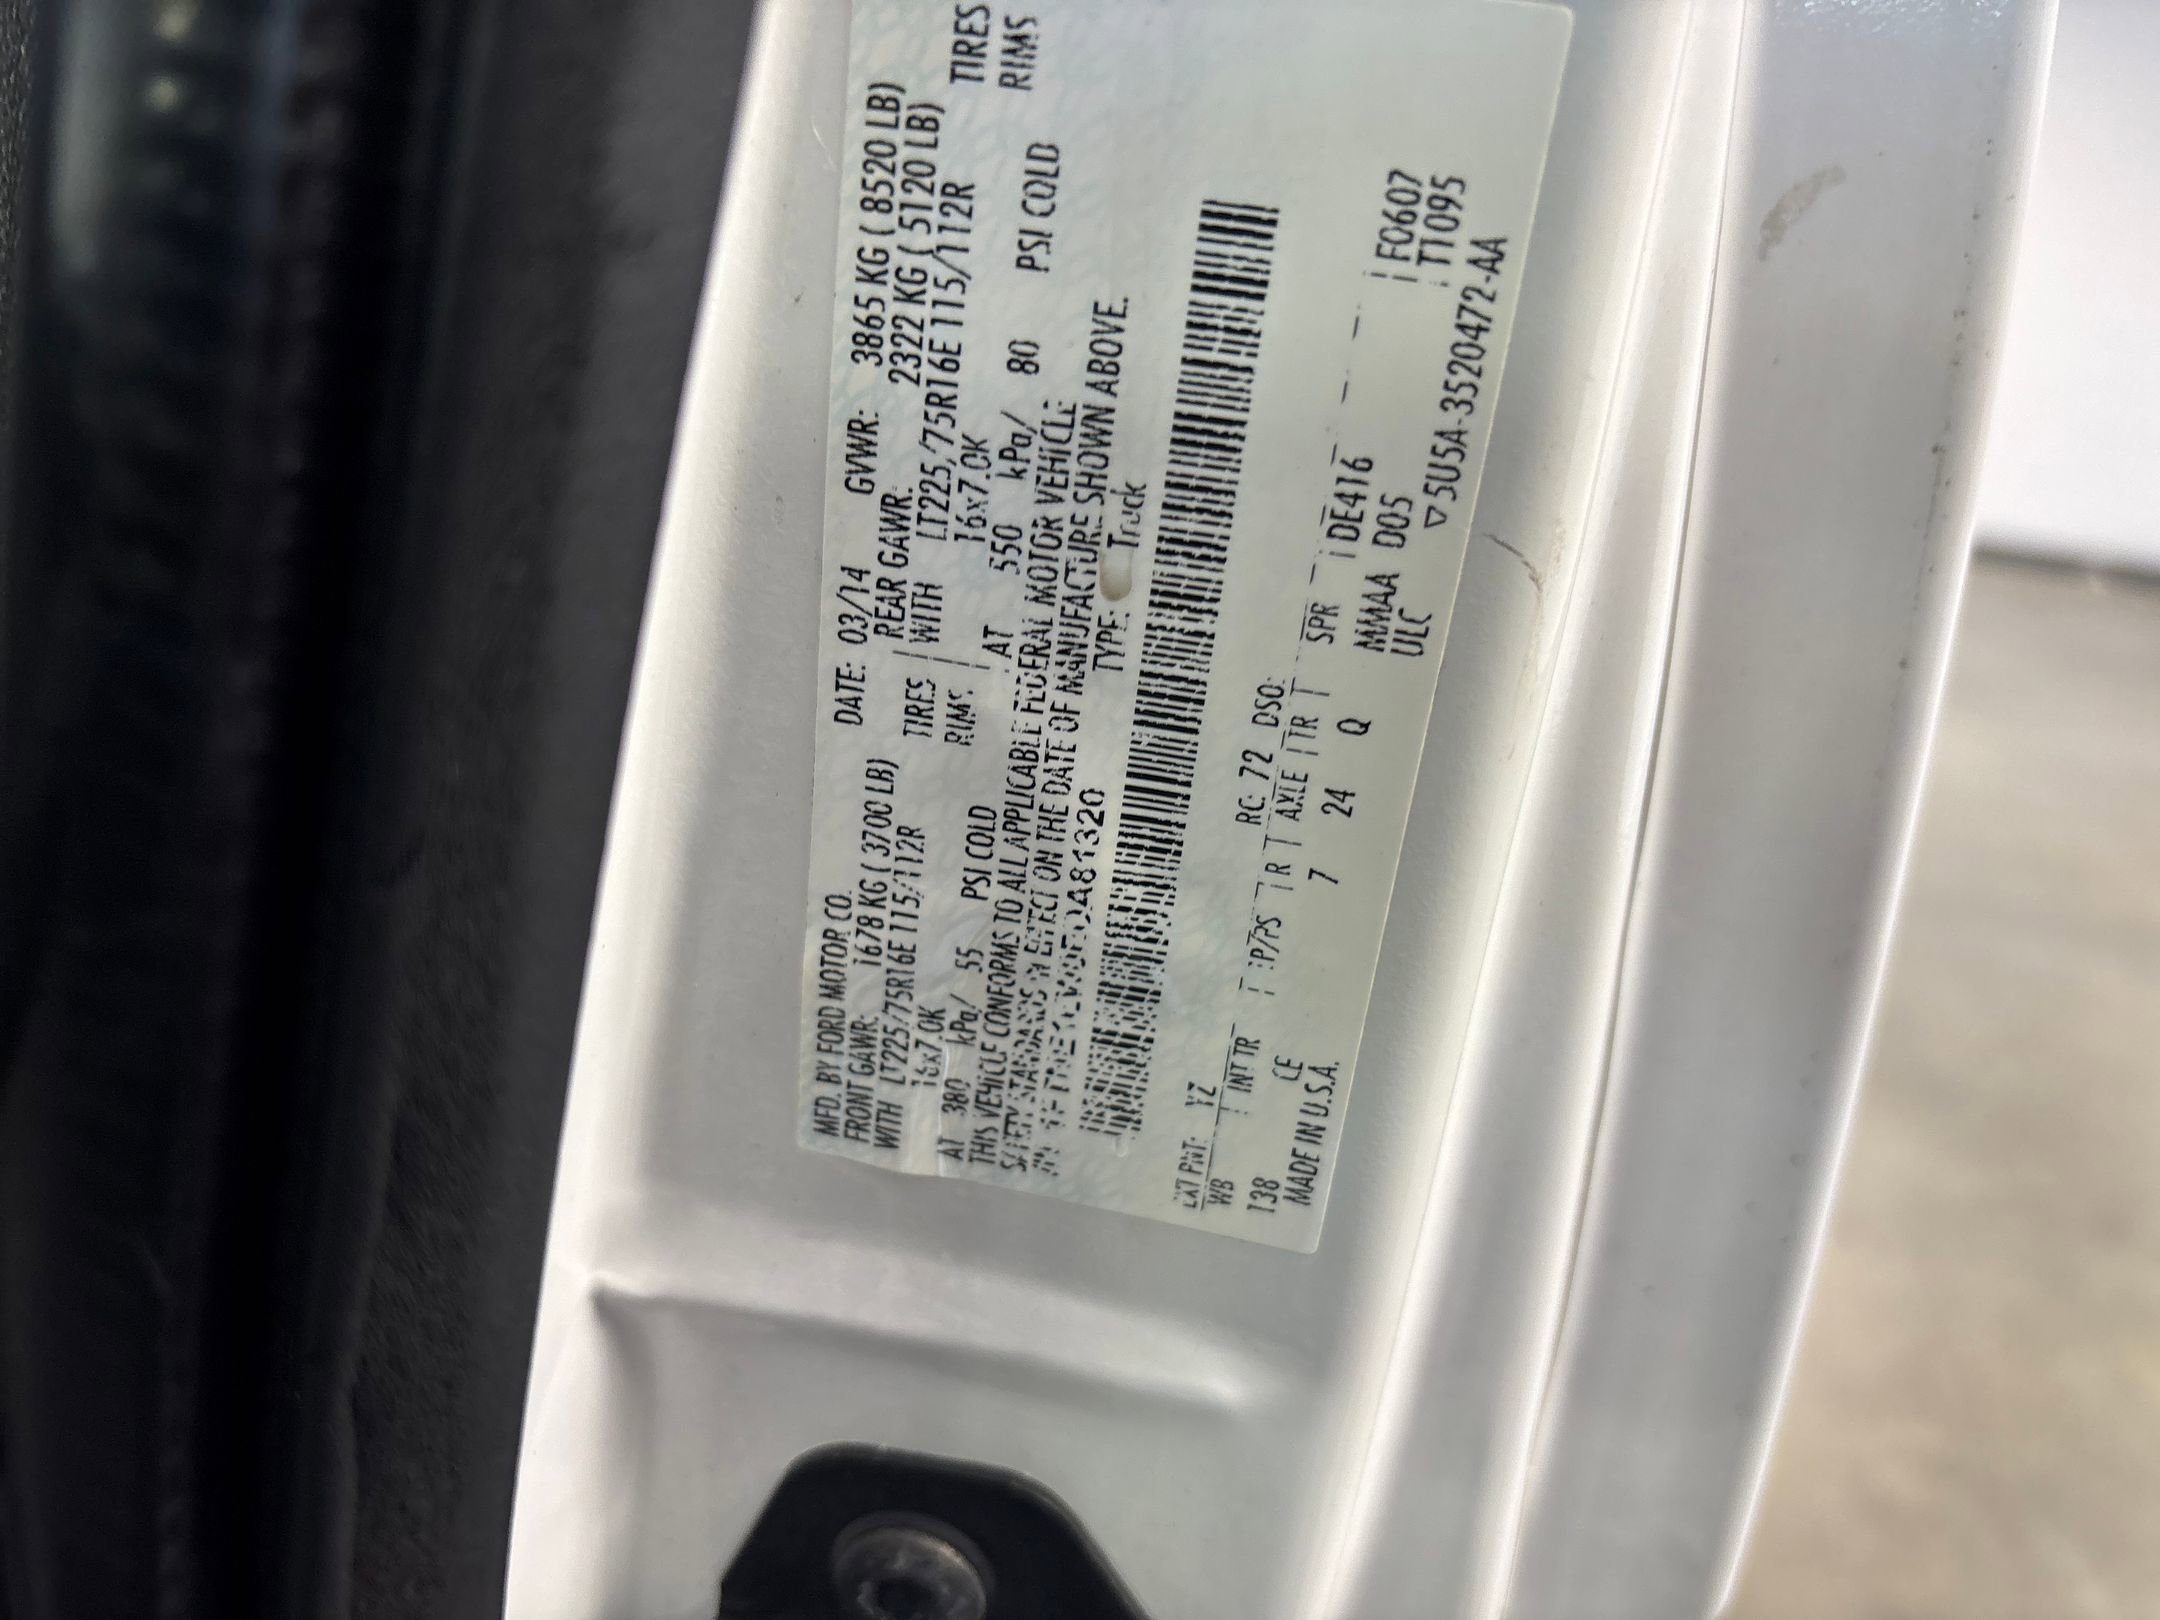 MFD. BY FORD MOTOR CO.
DATE: 03/14 GVWR: 3865 KG ( 8520 LB)
FRONT GAWR: 1678 KG ( 3700 LB)
REAR GAWR: 2322 KG ( 5120 LB)
WITH LT225/75R16E 115/112R TIRES
WITH LT225/75R16E 115/112R TIRES
16x7.0K RIMS
16x7.0K RIMS
AT 380 kPa/ 55 PSI COLD
AT 550 kPa/ 80 PSI COLD
THIS VEHICLE CONFORMS TO ALL APPLICABLE FEDERAL MOTOR VEHICLE
SAFETY STANDARDS IN EFFECT ON THE DATE OF MANUFACTURE SHOWN ABOVE.
TYPE: Truck
EXT PNT: YZ RC: 72 DSO:
WB INT TR TP/PS R AXLE TR SPR DE416 F0607
138 CE 7 24 Q MMAA D05 T1095
MADE IN U.S.A. ULC
▽5U5A-3520472-AA